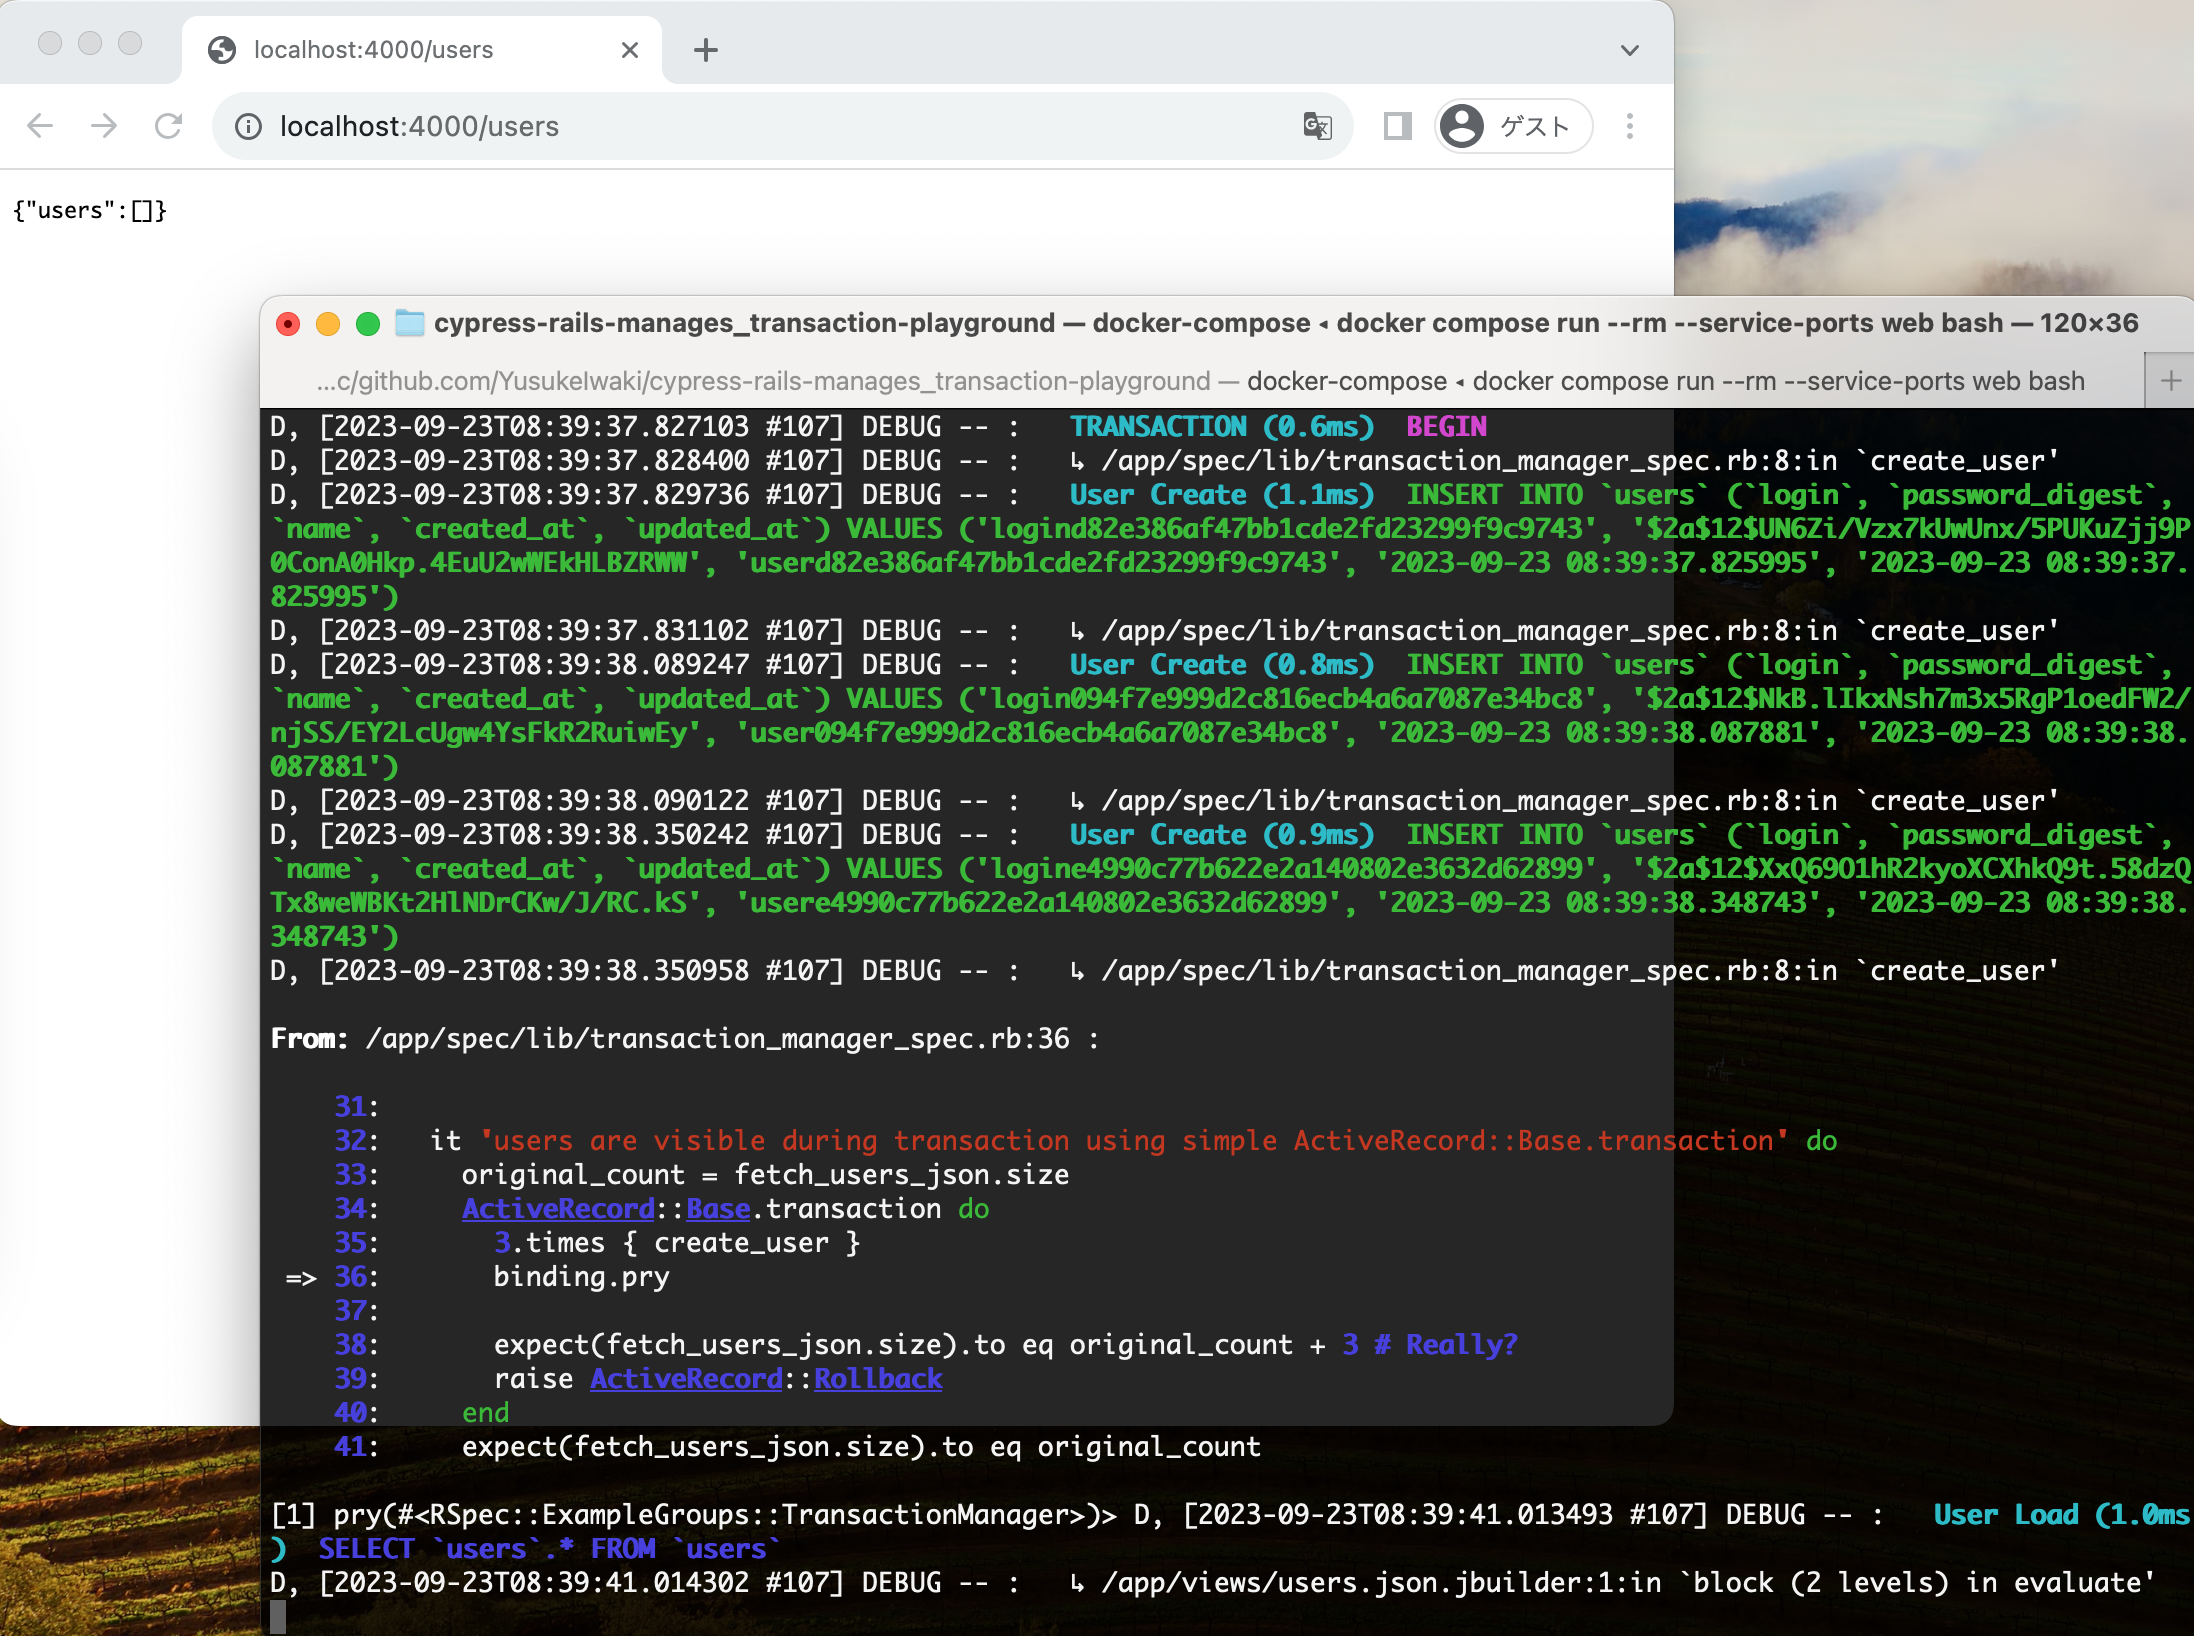 localhost:4000/users
localhost:4000/users
ゲスト
{"users":[]}
cypress-rails-manages_transaction-playground — docker-compose ◂ docker compose run --rm --service-ports web bash — 120×36
...c/github.com/YusukeIwaki/cypress-rails-manages_transaction-playground — docker-compose ◂ docker compose run --rm --service-ports web bash
D, [2023-09-23T08:39:37.827103 #107] DEBUG -- :   TRANSACTION (0.6ms)  BEGIN
D, [2023-09-23T08:39:37.828400 #107] DEBUG -- :   ↳ /app/spec/lib/transaction_manager_spec.rb:8:in `create_user'
D, [2023-09-23T08:39:37.829736 #107] DEBUG -- :   User Create (1.1ms)  INSERT INTO `users` (`login`, `password_digest`,
`name`, `created_at`, `updated_at`) VALUES ('logind82e386af47bb1cde2fd23299f9c9743', '$2a$12$UN6Zi/Vzx7kUwUnx/5PUKuZjj9P
0ConA0Hkp.4EuU2wWEkHLBZRWW', 'userd82e386af47bb1cde2fd23299f9c9743', '2023-09-23 08:39:37.825995', '2023-09-23 08:39:37.
825995')
D, [2023-09-23T08:39:37.831102 #107] DEBUG -- :   ↳ /app/spec/lib/transaction_manager_spec.rb:8:in `create_user'
D, [2023-09-23T08:39:38.089247 #107] DEBUG -- :   User Create (0.8ms)  INSERT INTO `users` (`login`, `password_digest`,
`name`, `created_at`, `updated_at`) VALUES ('login094f7e999d2c816ecb4a6a7087e34bc8', '$2a$12$NkB.lIkxNsh7m3x5RgP1oedFW2/
njSS/EY2LcUgw4YsFkR2RuiwEy', 'user094f7e999d2c816ecb4a6a7087e34bc8', '2023-09-23 08:39:38.087881', '2023-09-23 08:39:38.
087881')
D, [2023-09-23T08:39:38.090122 #107] DEBUG -- :   ↳ /app/spec/lib/transaction_manager_spec.rb:8:in `create_user'
D, [2023-09-23T08:39:38.350242 #107] DEBUG -- :   User Create (0.9ms)  INSERT INTO `users` (`login`, `password_digest`,
`name`, `created_at`, `updated_at`) VALUES ('logine4990c77b622e2a140802e3632d62899', '$2a$12$XxQ69O1hR2kyoXCXhkQ9t.58dzQ
Tx8weWBKt2HlNDrCKw/J/RC.kS', 'usere4990c77b622e2a140802e3632d62899', '2023-09-23 08:39:38.348743', '2023-09-23 08:39:38.
348743')
D, [2023-09-23T08:39:38.350958 #107] DEBUG -- :   ↳ /app/spec/lib/transaction_manager_spec.rb:8:in `create_user'
From: /app/spec/lib/transaction_manager_spec.rb:36 :
31:
32:   it 'users are visible during transaction using simple ActiveRecord::Base.transaction' do
33:     original_count = fetch_users_json.size
34:     ActiveRecord::Base.transaction do
35:       3.times { create_user }
=> 36:       binding.pry
37:
38:       expect(fetch_users_json.size).to eq original_count + 3 # Really?
39:       raise ActiveRecord::Rollback
40:     end
41:     expect(fetch_users_json.size).to eq original_count
[1] pry(#<RSpec::ExampleGroups::TransactionManager>)> D, [2023-09-23T08:39:41.013493 #107] DEBUG -- :   User Load (1.0ms
)  SELECT `users`.* FROM `users`
D, [2023-09-23T08:39:41.014302 #107] DEBUG -- :   ↳ /app/views/users.json.jbuilder:1:in `block (2 levels) in evaluate'